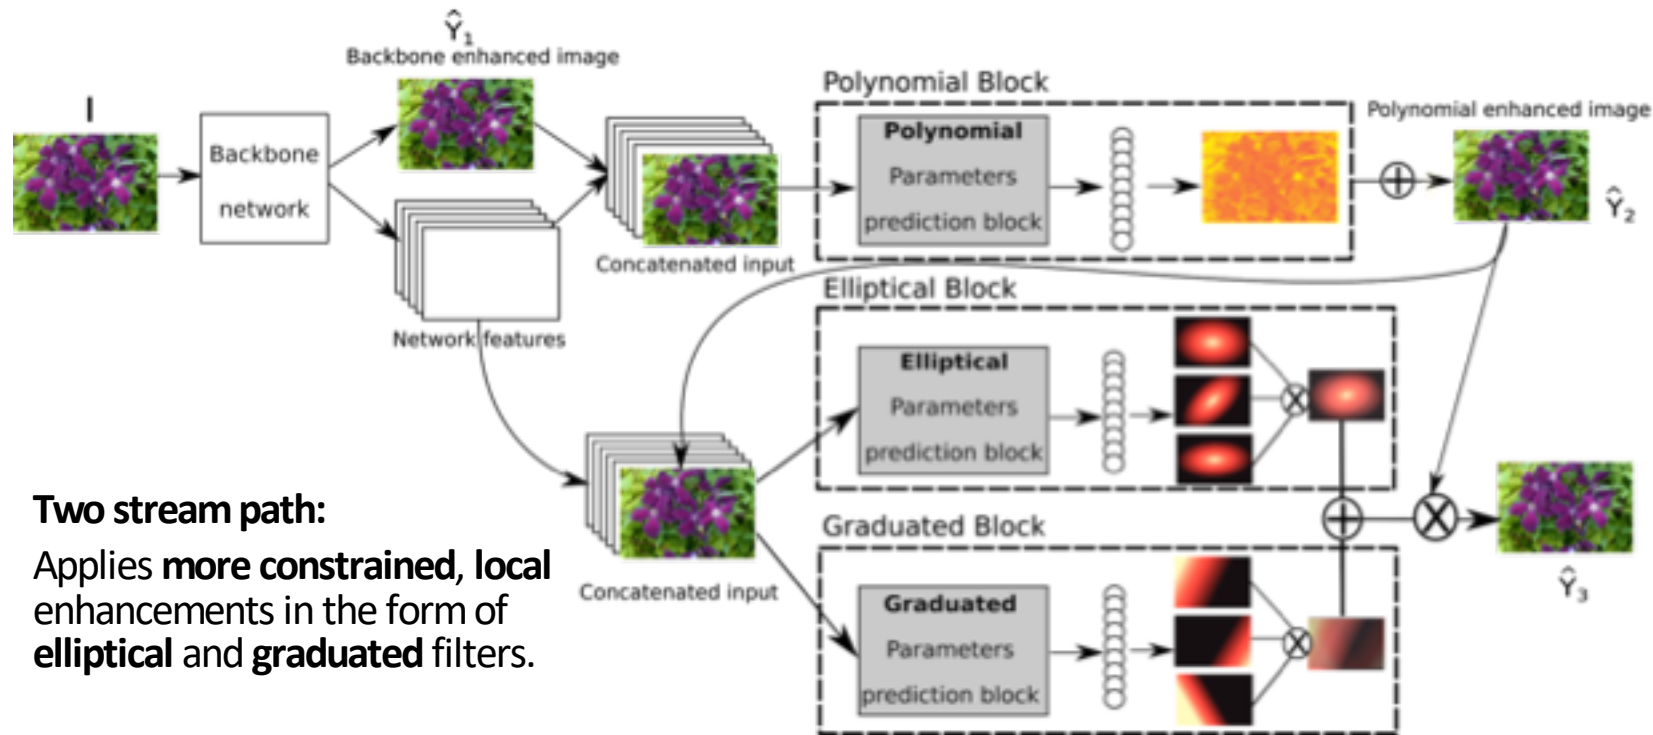 Ŷ₁
Backbone enhanced image
I
Backbone
network
Network features
Concatenated input
Polynomial Block
Polynomial
Parameters
prediction block
Polynomial enhanced image
Ŷ₂
Elliptical Block
Elliptical
Parameters
prediction block
Graduated Block
Graduated
Parameters
prediction block
Concatenated input
Ŷ₃
Two stream path:
Applies more constrained, local
enhancements in the form of
elliptical and graduated filters.